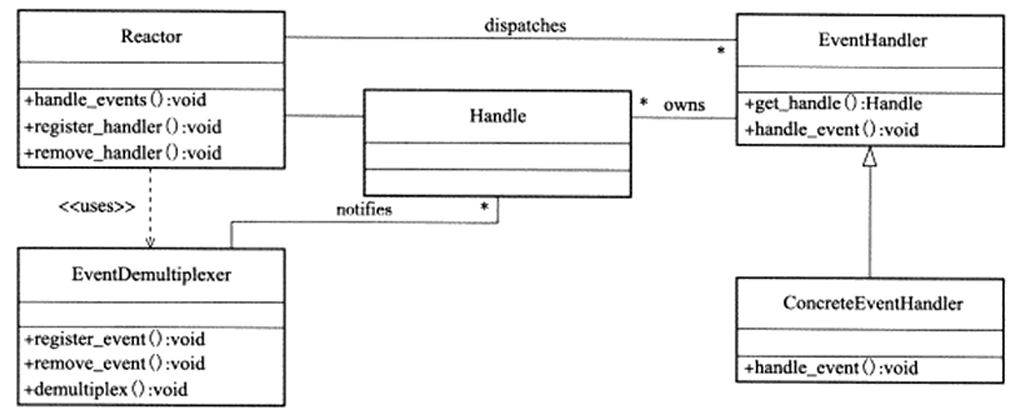 Reactor
+handle_events():void
+register_handler():void
+remove_handler():void
dispatches
*
EventHandler
+get_handle():Handle
+handle_event():void
Handle
* owns
<<uses>>
notifies
*
EventDemultiplexer
+register_event():void
+remove_event():void
+demultiplex():void
ConcreteEventHandler
+handle_event():void